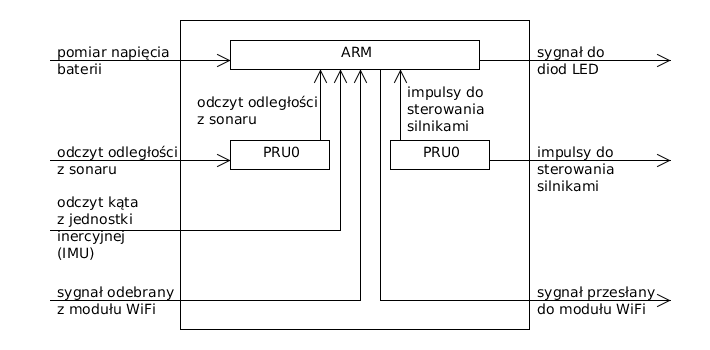 pomiar napięcia
baterii
ARM
sygnał do
diod LED
odczyt odległości
z sonaru
impulsy do
sterowania
silnikami
odczyt odległości
z sonaru
PRU0
PRU0
impulsy do
sterowania
silnikami
odczyt kąta
z jednostki
inercyjnej
(IMU)
sygnał odebrany
z modułu WiFi
sygnał przesłany
do modułu WiFi